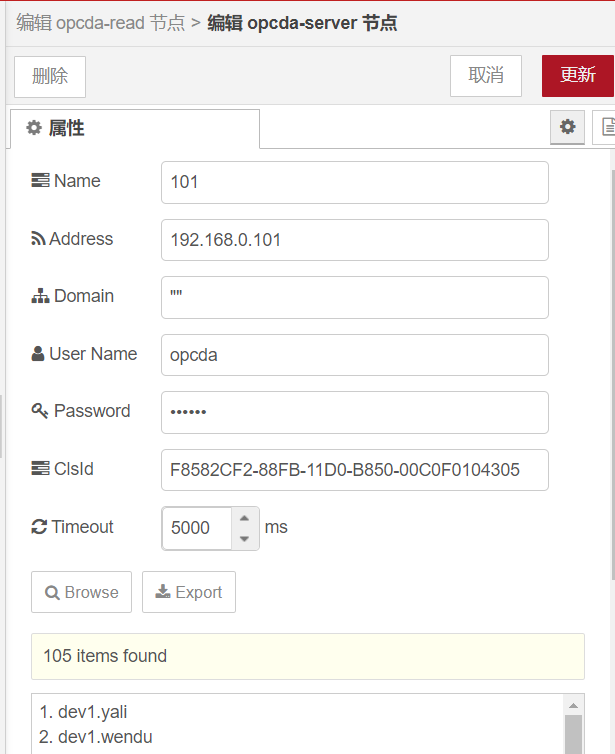 编辑 opcda-read 节点 > 编辑 opcda-server 节点
删除 取消 更新
属性
Name 101
Address 192.168.0.101
Domain ""
User Name opcda
Password ••••••
ClsId F8582CF2-88FB-11D0-B850-00C0F0104305
Timeout 5000 ms
Browse Export
105 items found
1. dev1.yali
2. dev1.wendu